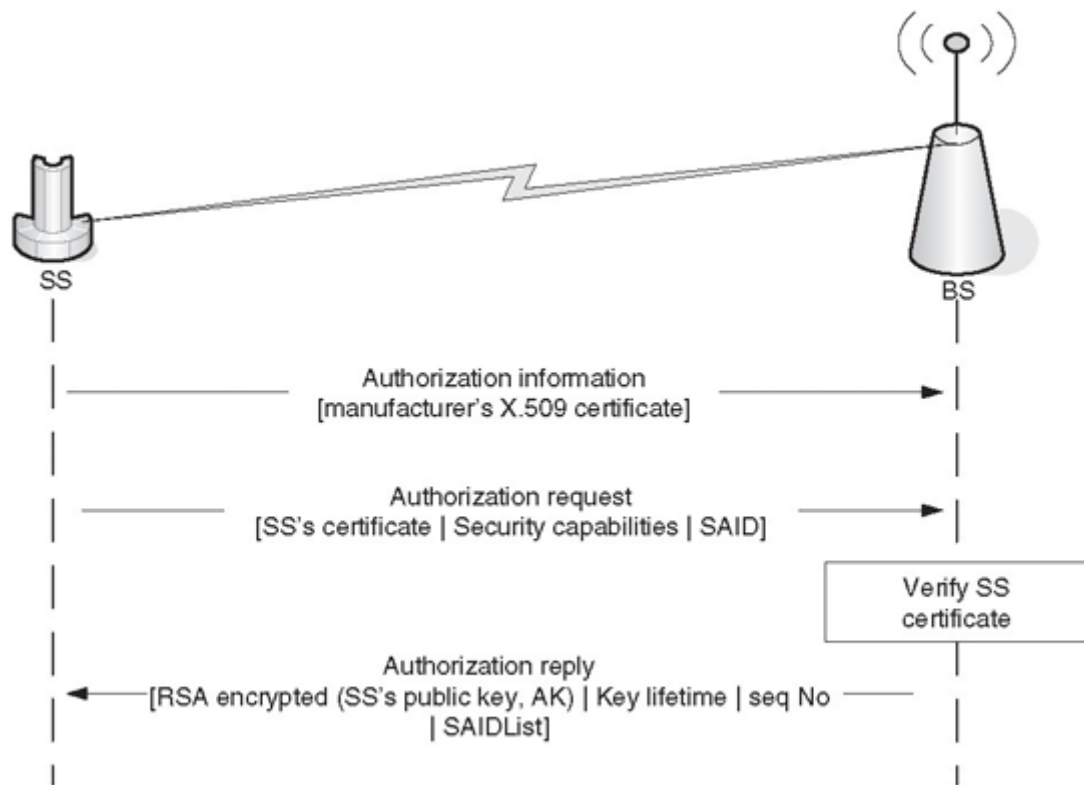 SS
BS
Authorization information
[manufacturer's X.509 certificate]
Authorization request
[SS's certificate | Security capabilities | SAID]
Verify SS
certificate
Authorization reply
[RSA encrypted (SS's public key, AK) | Key lifetime | seq No
| SAIDList]